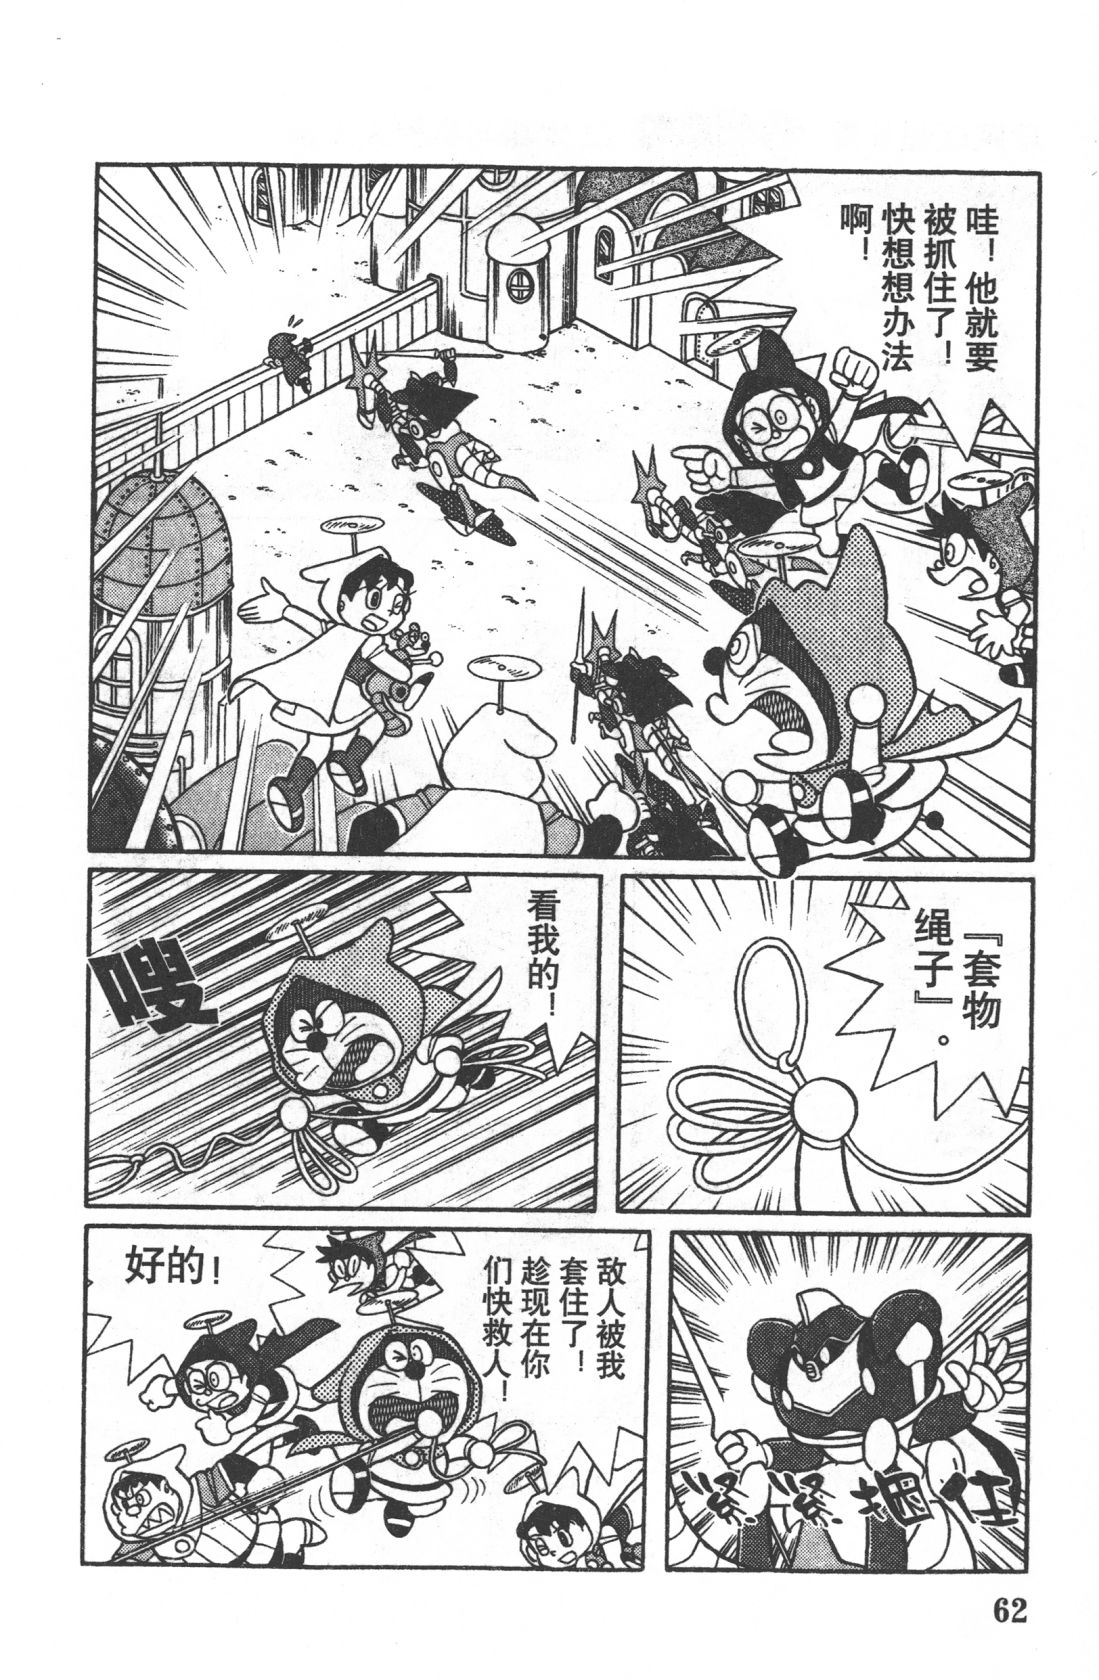 哇！他就要
被抓住了！
快想想办法
啊！
『套物
绳子』。
看我的！
嗖
紧紧捆住
敌人被我
套住了！
趁现在你
们快救人！
好的！
62